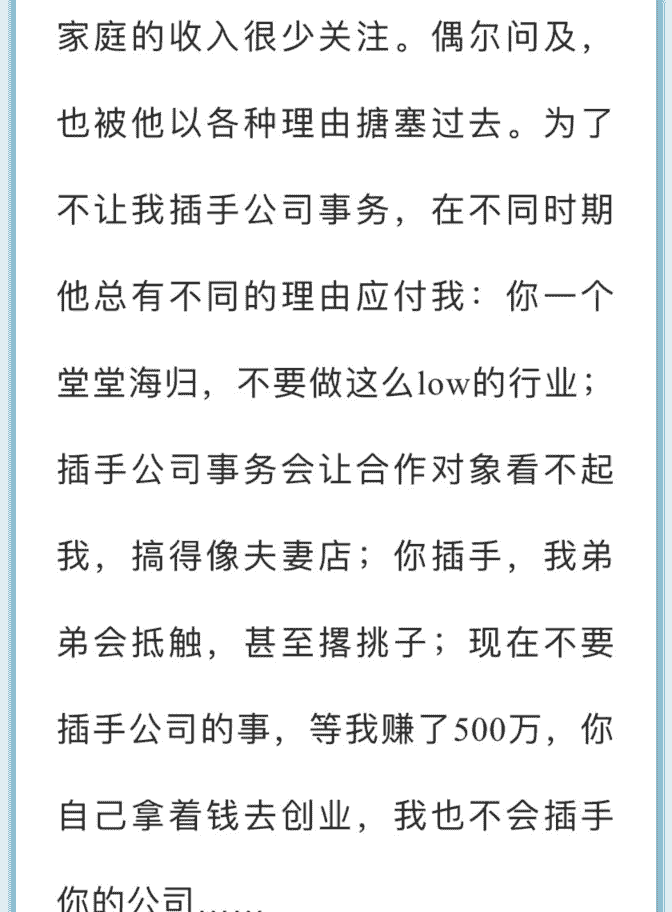 家庭的收入很少关注。偶尔问及，
也被他以各种理由搪塞过去。为了
不让我插手公司事务，在不同时期
他总有不同的理由应付我：你一个
堂堂海归，不要做这么low的行业；
插手公司事务会让合作对象看不起
我，搞得像夫妻店；你插手，我弟
弟会抵触，甚至撂挑子；现在不要
插手公司的事，等我赚了500万，你
自己拿着钱去创业，我也不会插手
你的公司……